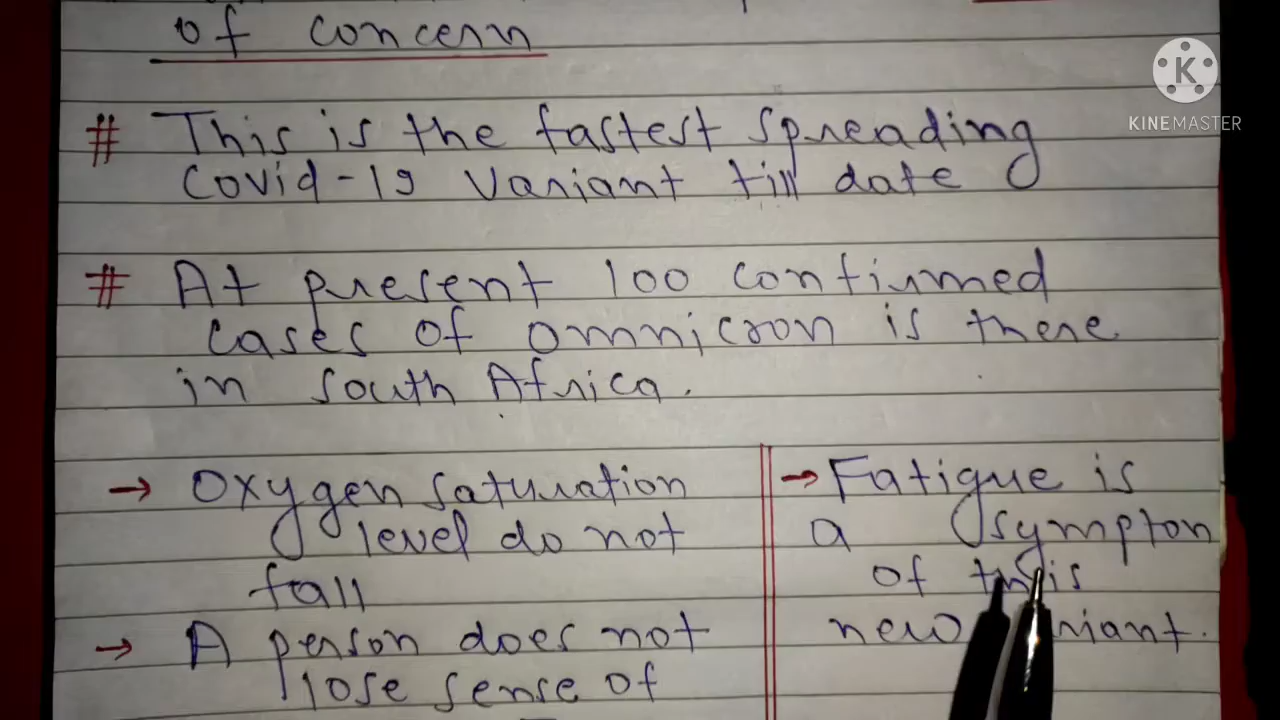 of concern
# This is the fastest spreading
Covid-19 Variant till date
# At present 100 confirmed
cases of omnicron is there
in south Africa.
→ Oxygen saturation
level do not
fall
→ A person does not
lose sense of
→ Fatigue is
a sympton
of this
new variant.
K
KINEMASTER